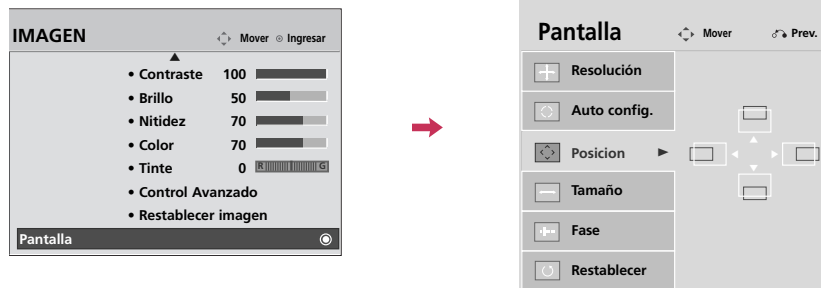 IMAGEN
Mover Ingresar
• Contraste 100
• Brillo 50
• Nitidez 70
• Color 70
• Tinte 0 R G
• Control Avanzado
• Restablecer imagen
Pantalla
Pantalla
Mover Prev.
Resolución
Auto config.
Posicion
Tamaño
Fase
Restablecer